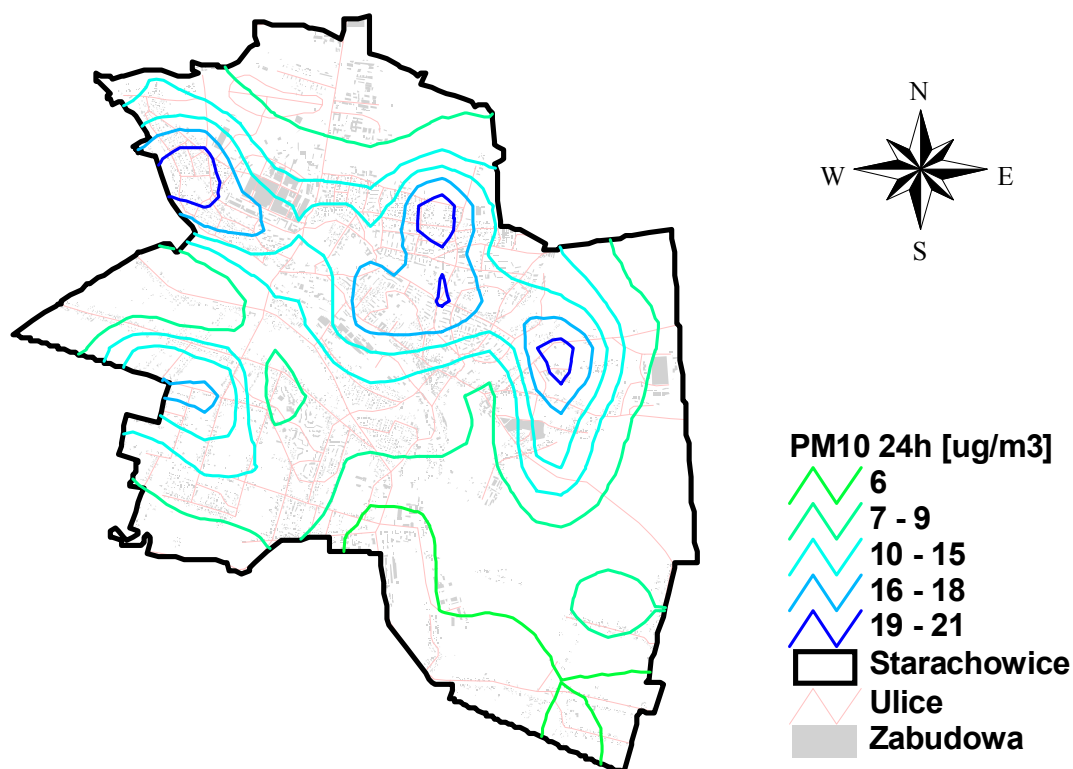 N
W E
S
PM10 24h [ug/m3]
6
7 - 9
10 - 15
16 - 18
19 - 21
Starachowice
Ulice
Zabudowa